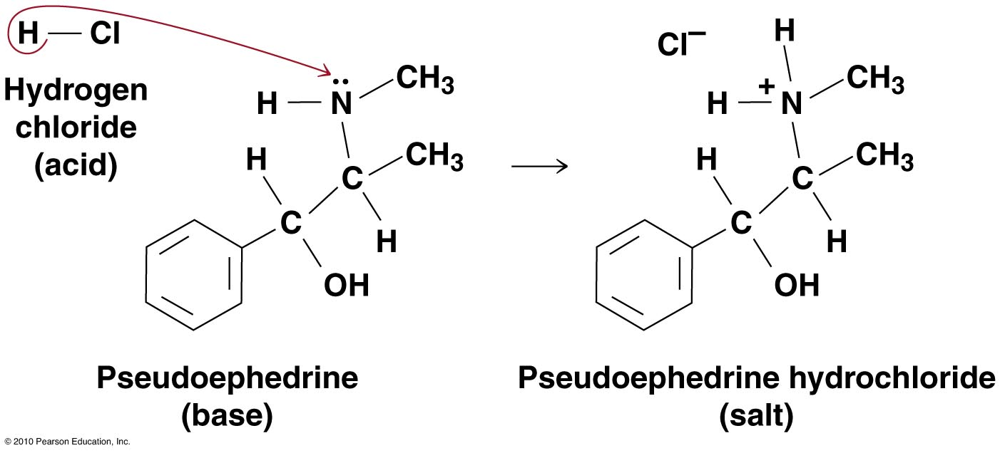 H — Cl
Hydrogen
chloride
(acid)
H — N̈ CH₃
H
C CH₃
C
H
OH
Pseudoephedrine
(base)
Cl⁻
H
H — N⁺ CH₃
H
C CH₃
C
H
OH
Pseudoephedrine hydrochloride
(salt)
© 2010 Pearson Education, Inc.